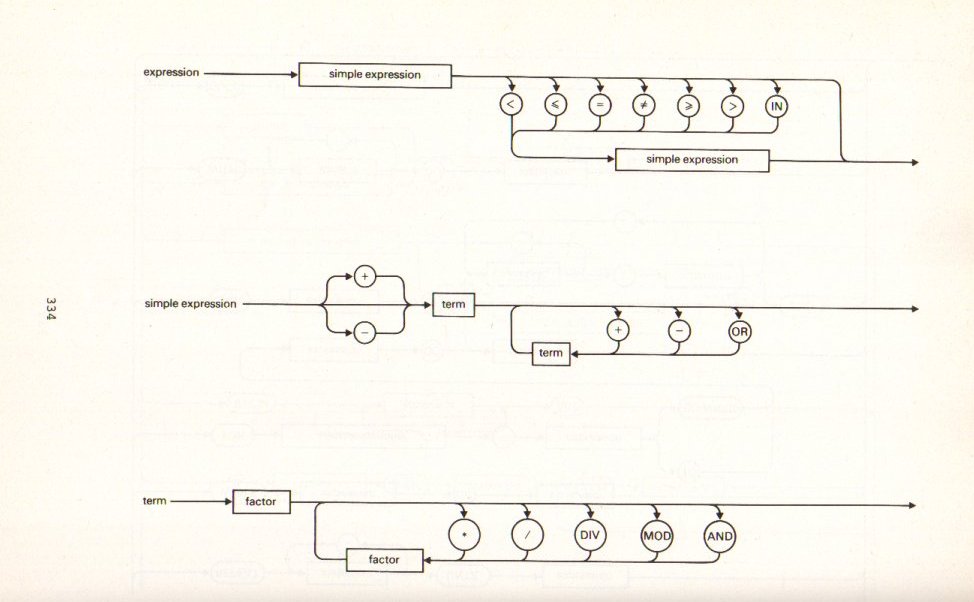 expression
simple expression
< ⩽ = ≠ ⩾ > IN
simple expression
+
simple expression
term
−
+ − OR
term
334
term
factor
* / DIV MOD AND
factor